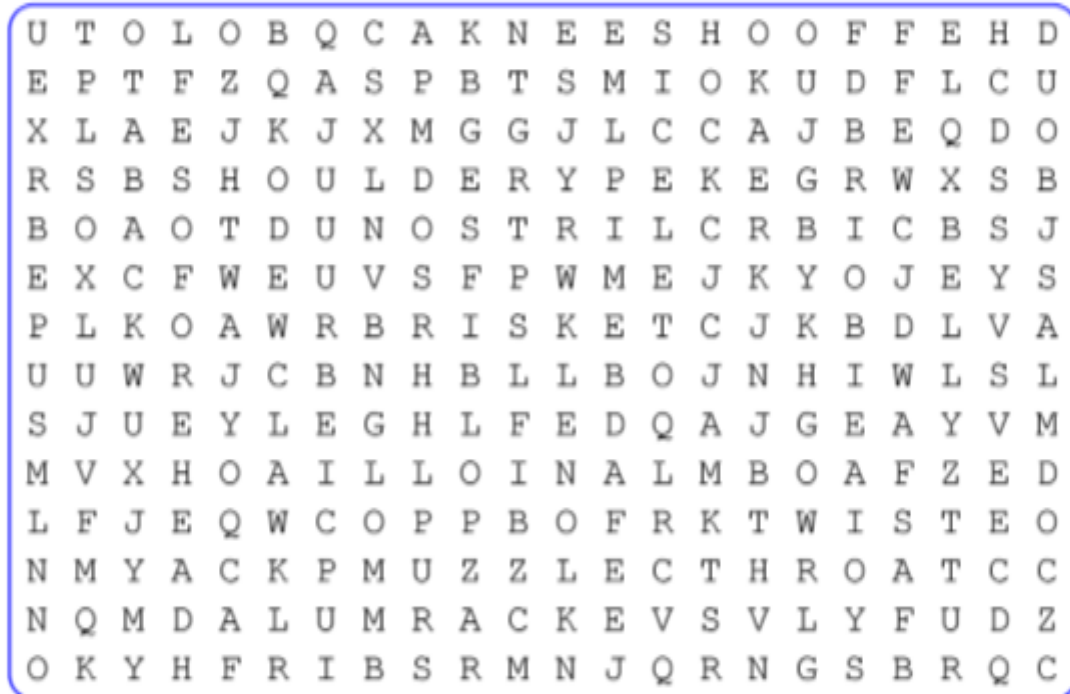 U T O L O B Q C A K N E E S H O O F F E H D
E P T F Z Q A S P B T S M I O K U D F L C U
X L A E J K J X M G G J L C C A J B E Q D O
R S B S H O U L D E R Y P E K E G R W X S B
B O A O T D U N O S T R I L C R B I C B S J
E X C F W E U V S F P W M E J K Y O J E Y S
P L K O A W R B R I S K E T C J K B D L V A
U U W R J C B N H B L L B O J N H I W L S L
S J U E Y L E G H L F E D Q A J G E A Y V M
M V X H O A I L L O I N A L M B O A F Z E D
L F J E Q W C O P P B O F R K T W I S T E O
N M Y A C K P M U Z Z L E C T H R O A T C C
N Q M D A L U M R A C K E V S V L Y F U D Z
O K Y H F R I B S R M N J Q R N G S B R Q C